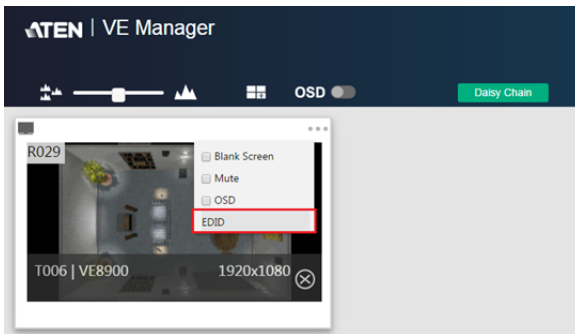 ATEN | VE Manager
OSD
Daisy Chain
R029
Blank Screen
Mute
OSD
EDID
T006 | VE8900 1920x1080